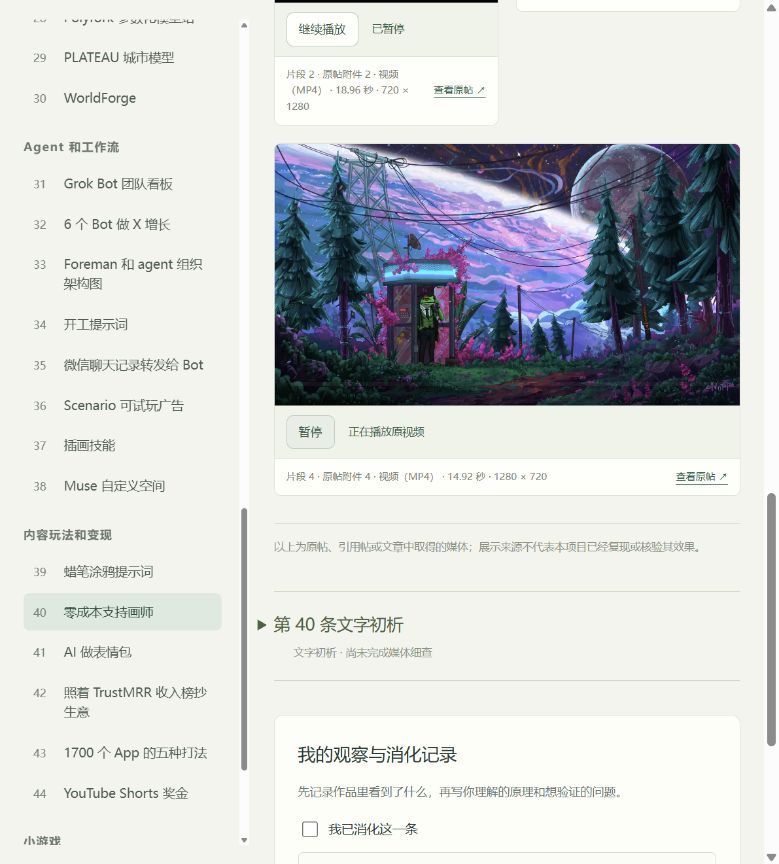 29 PLATEAU 城市模型
30 WorldForge
Agent 和工作流
31 Grok Bot 团队看板
32 6 个 Bot 做 X 增长
33 Foreman 和 agent 组织
架构图
34 开工提示词
35 微信聊天记录转发给 Bot
36 Scenario 可试玩广告
37 插画技能
38 Muse 自定义空间
内容玩法和变现
39 蜡笔涂鸦提示词
40 零成本支持画师
41 AI 做表情包
42 照着 TrustMRR 收入榜抄
生意
43 1700 个 App 的五种打法
44 YouTube Shorts 奖金
小游戏
继续播放 已暂停
片段 2 · 原帖附件 2 · 视频
（MP4） · 18.96 秒 · 720 ×
1280
查看原帖 ↗
暂停 正在播放原视频
片段 4 · 原帖附件 4 · 视频（MP4） · 14.92 秒 · 1280 × 720
查看原帖 ↗
以上为原帖、引用帖或文章中取得的媒体；展示来源不代表本项目已经复现或核验其效果。
第 40 条文字初析
文字初析 · 尚未完成媒体细查
我的观察与消化记录
先记录作品里看到了什么，再写你理解的原理和想验证的问题。
我已消化这一条